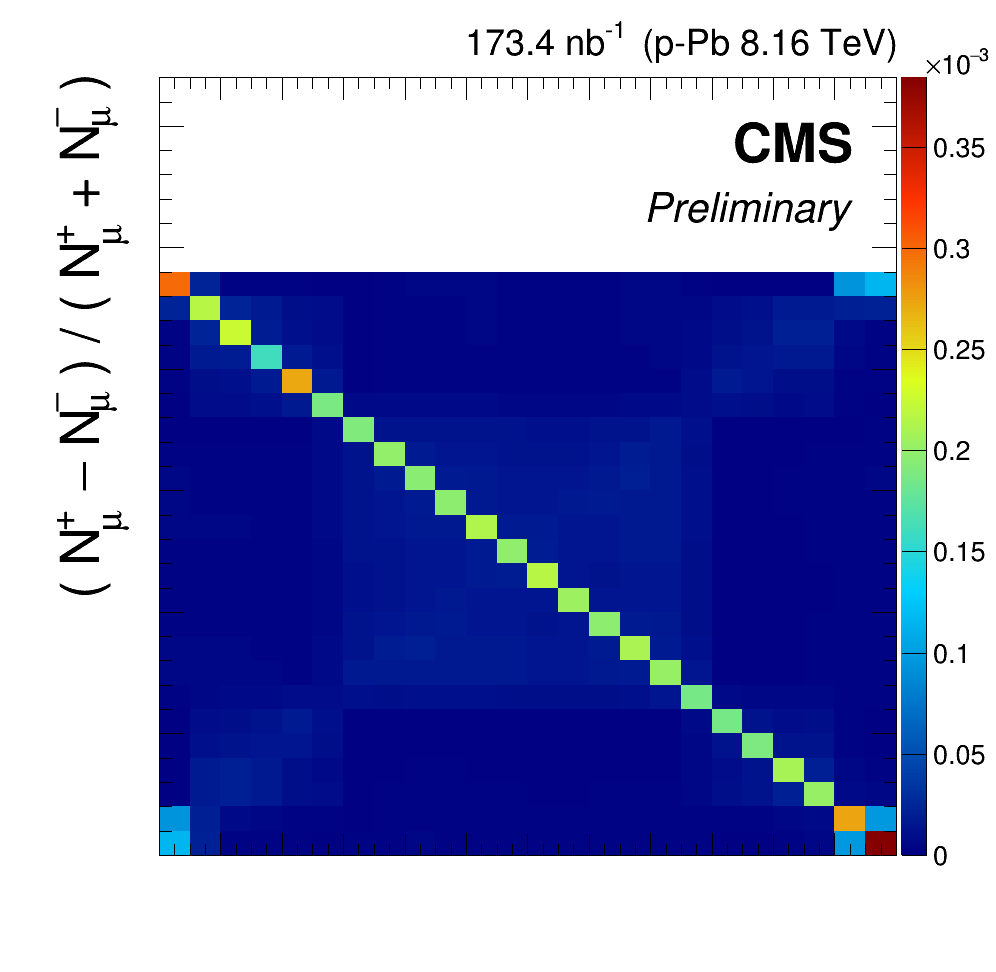 173.4 nb⁻¹ (p-Pb 8.16 TeV)
×10⁻³
CMS
Preliminary
( N⁺μ − N⁻μ ) / ( N⁺μ + N⁻μ )
0.35
0.3
0.25
0.2
0.15
0.1
0.05
0